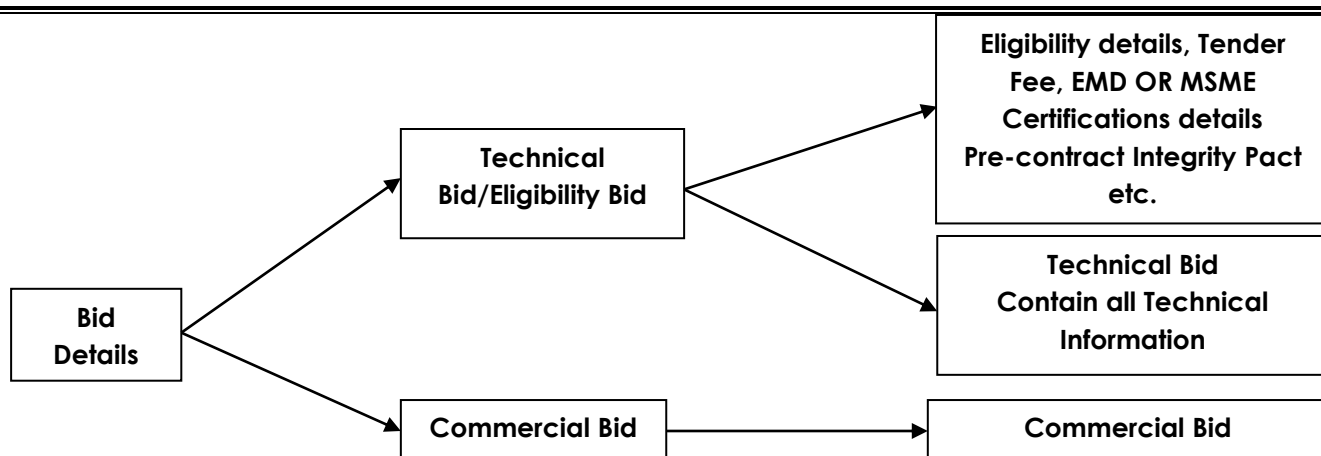 Eligibility details, Tender
Fee, EMD OR MSME
Certifications details
Pre-contract Integrity Pact
etc.
Technical
Bid/Eligibility Bid
Technical Bid
Contain all Technical
Information
Bid
Details
Commercial Bid
Commercial Bid